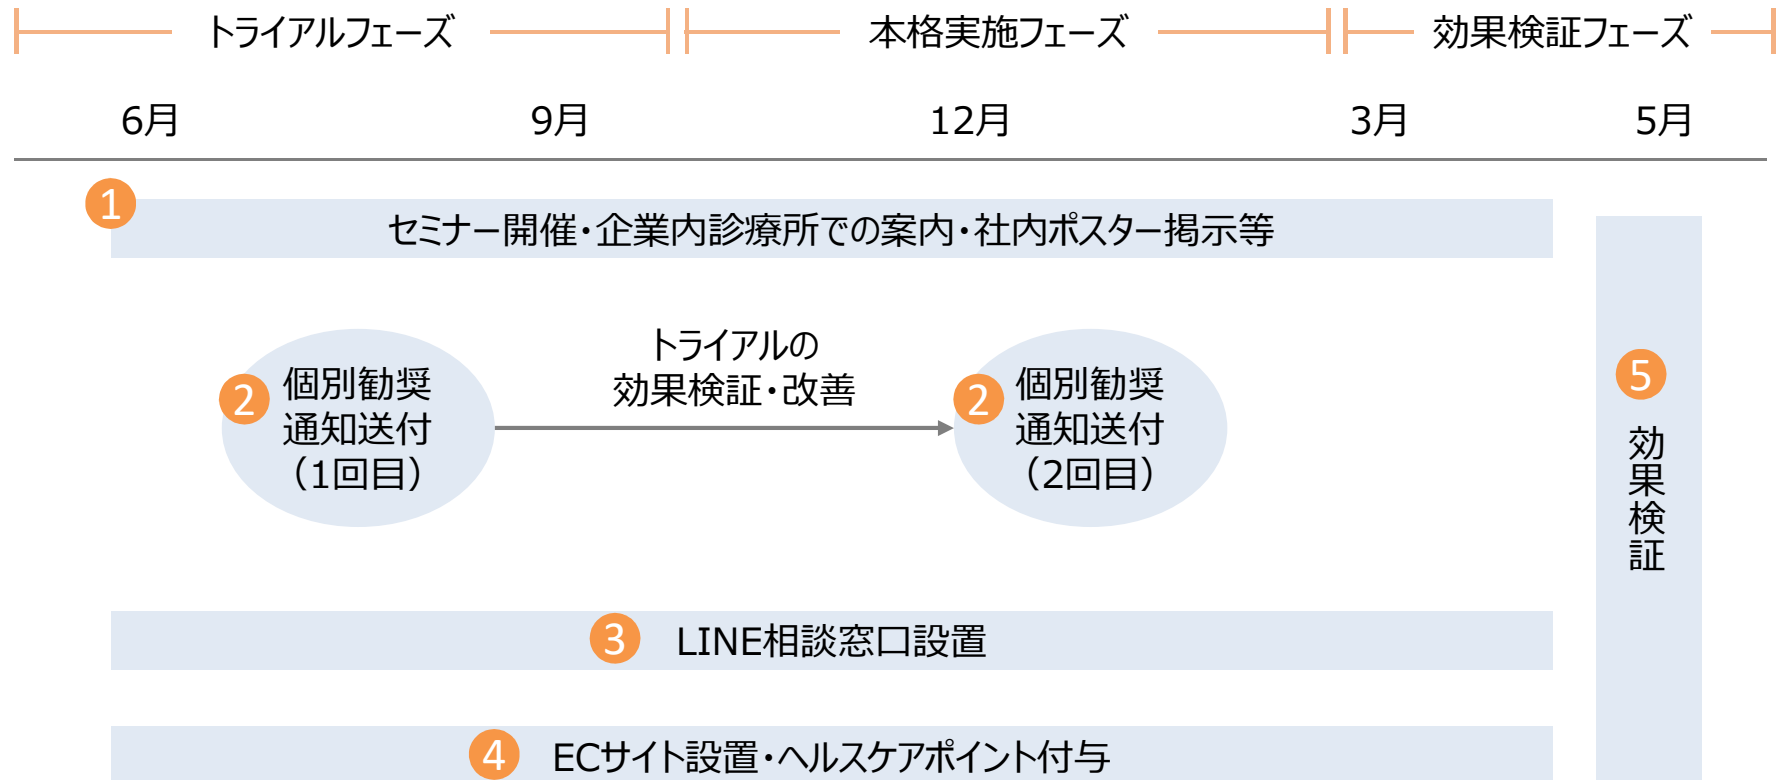 トライアルフェーズ
本格実施フェーズ
効果検証フェーズ
6月
9月
12月
3月
5月
1
セミナー開催・企業内診療所での案内・社内ポスター掲示等
2
個別勧奨
通知送付
（1回目）
トライアルの
効果検証・改善
2
個別勧奨
通知送付
（2回目）
5
効果検証
3
LINE相談窓口設置
4
ECサイト設置・ヘルスケアポイント付与